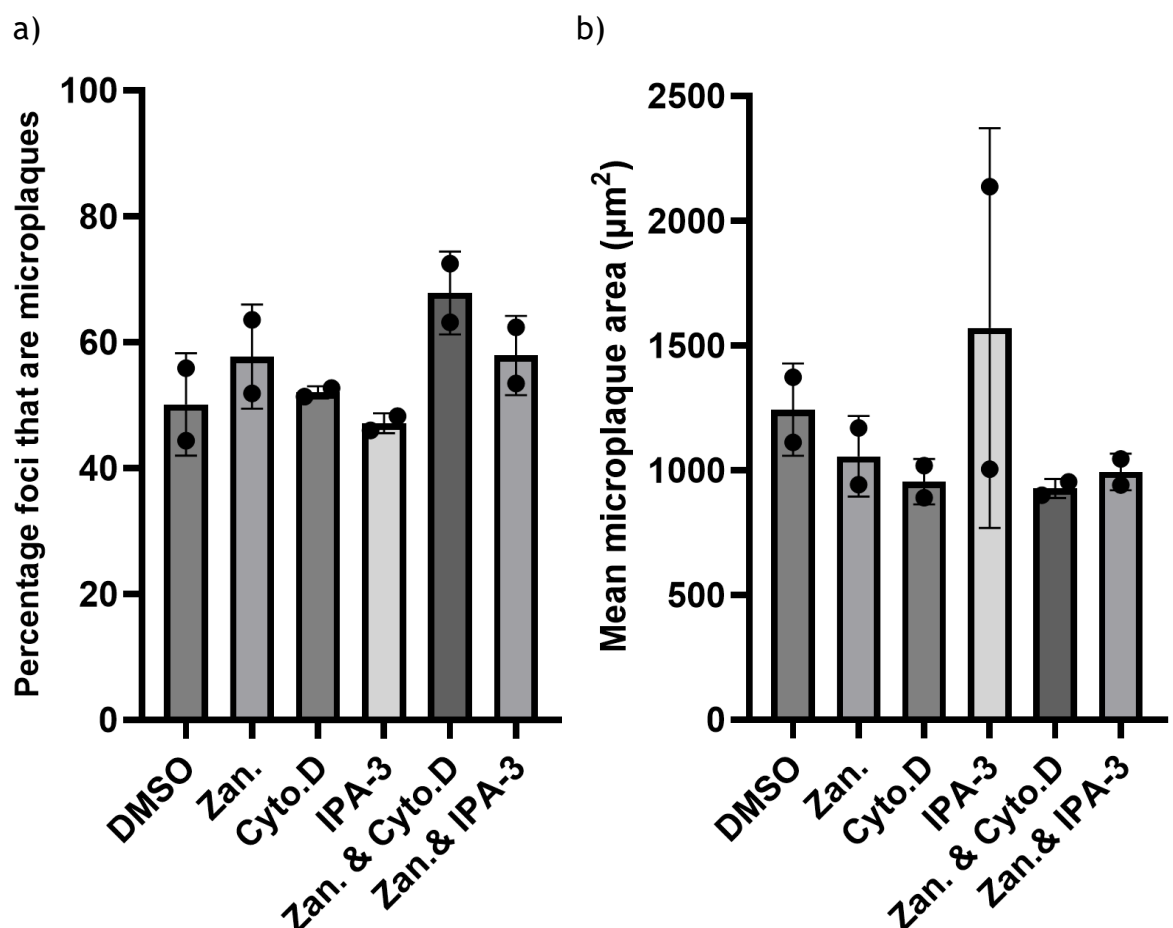 a)
Percentage foci that are microplaques
100
80
60
40
20
0
DMSO
Zan.
Cyto.D
IPA-3
Zan. & Cyto.D
Zan.& IPA-3
b)
Mean microplaque area (µm²)
2500
2000
1500
1000
500
0
DMSO
Zan.
Cyto.D
IPA-3
Zan. & Cyto.D
Zan.& IPA-3